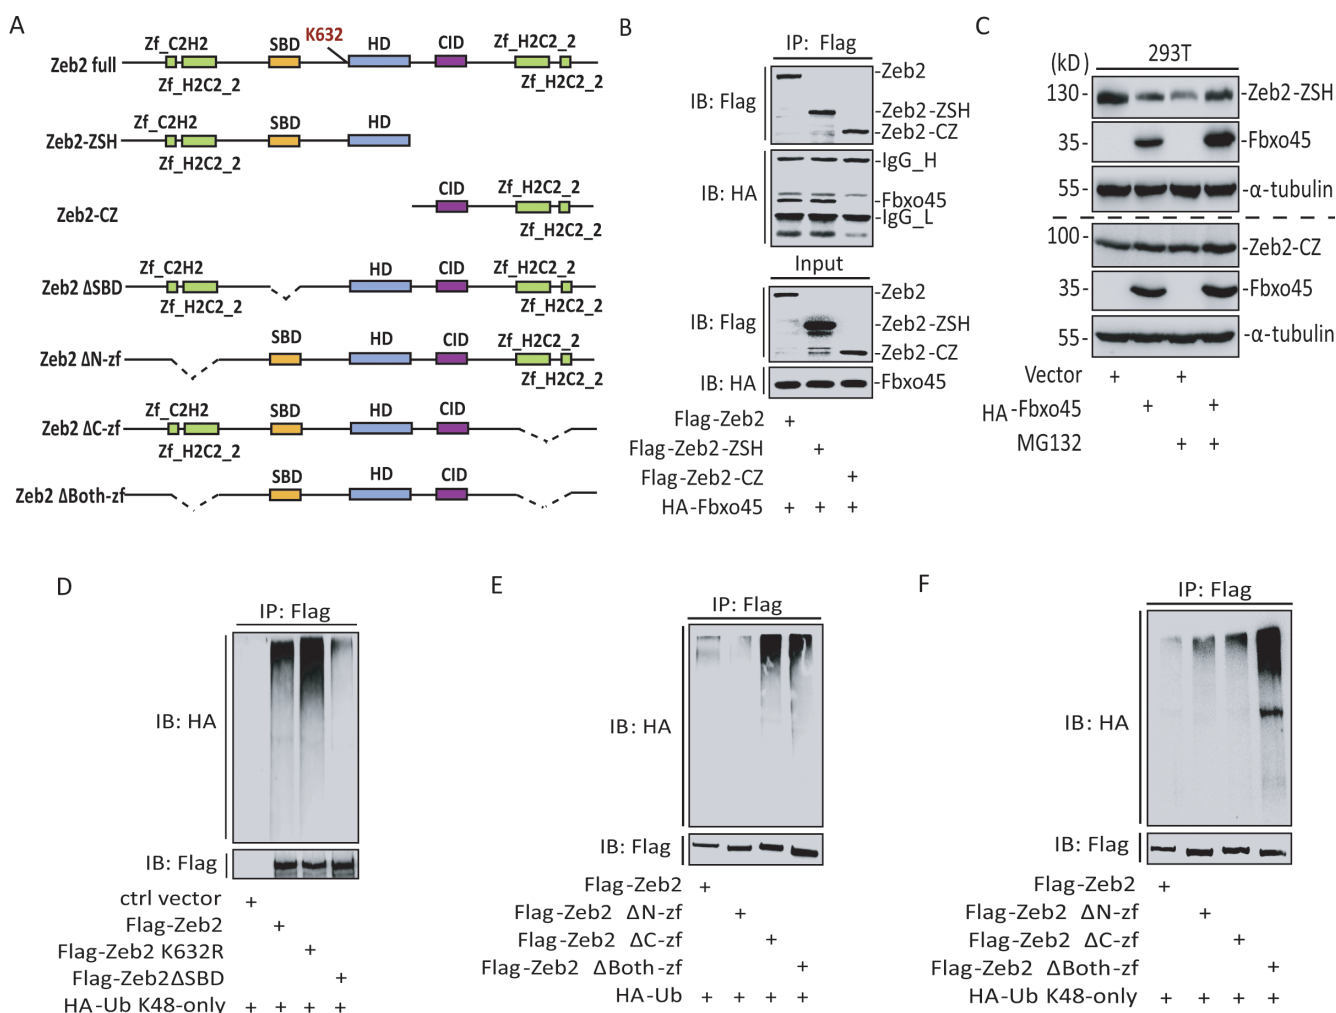 A
Zf_C2H2
SBD
K632
HD
CID
Zf_H2C2_2
Zeb2 full
Zf_H2C2_2
Zf_H2C2_2
Zf_C2H2
SBD
HD
Zeb2-ZSH
Zf_H2C2_2
CID
Zf_H2C2_2
Zeb2-CZ
Zf_H2C2_2
Zf_C2H2
HD
CID
Zf_H2C2_2
Zeb2 ΔSBD
Zf_H2C2_2
Zf_H2C2_2
SBD
HD
CID
Zf_H2C2_2
Zeb2 ΔN-zf
Zf_H2C2_2
Zf_C2H2
SBD
HD
CID
Zeb2 ΔC-zf
Zf_H2C2_2
SBD
HD
CID
Zeb2 ΔBoth-zf
B
IP: Flag
IB: Flag
-Zeb2
-Zeb2-ZSH
-Zeb2-CZ
IB: HA
-IgG_H
-Fbxo45
-IgG_L
Input
IB: Flag
-Zeb2
-Zeb2-ZSH
-Zeb2-CZ
IB: HA
-Fbxo45
Flag-Zeb2 +
Flag-Zeb2-ZSH +
Flag-Zeb2-CZ +
HA-Fbxo45 + + +
C
(kD) 293T
130- -Zeb2-ZSH
35- -Fbxo45
55- -α-tubulin
100- -Zeb2-CZ
35- -Fbxo45
55- -α-tubulin
Vector + +
HA-Fbxo45 + +
MG132 + +
D
IP: Flag
IB: HA
IB: Flag
ctrl vector +
Flag-Zeb2 +
Flag-Zeb2 K632R +
Flag-Zeb2ΔSBD +
HA-Ub K48-only + + + +
E
IP: Flag
IB: HA
IB: Flag
Flag-Zeb2 +
Flag-Zeb2 ΔN-zf +
Flag-Zeb2 ΔC-zf +
Flag-Zeb2 ΔBoth-zf +
HA-Ub + + + +
F
IP: Flag
IB: HA
IB: Flag
Flag-Zeb2 +
Flag-Zeb2 ΔN-zf +
Flag-Zeb2 ΔC-zf +
Flag-Zeb2 ΔBoth-zf +
HA-Ub K48-only + + + +